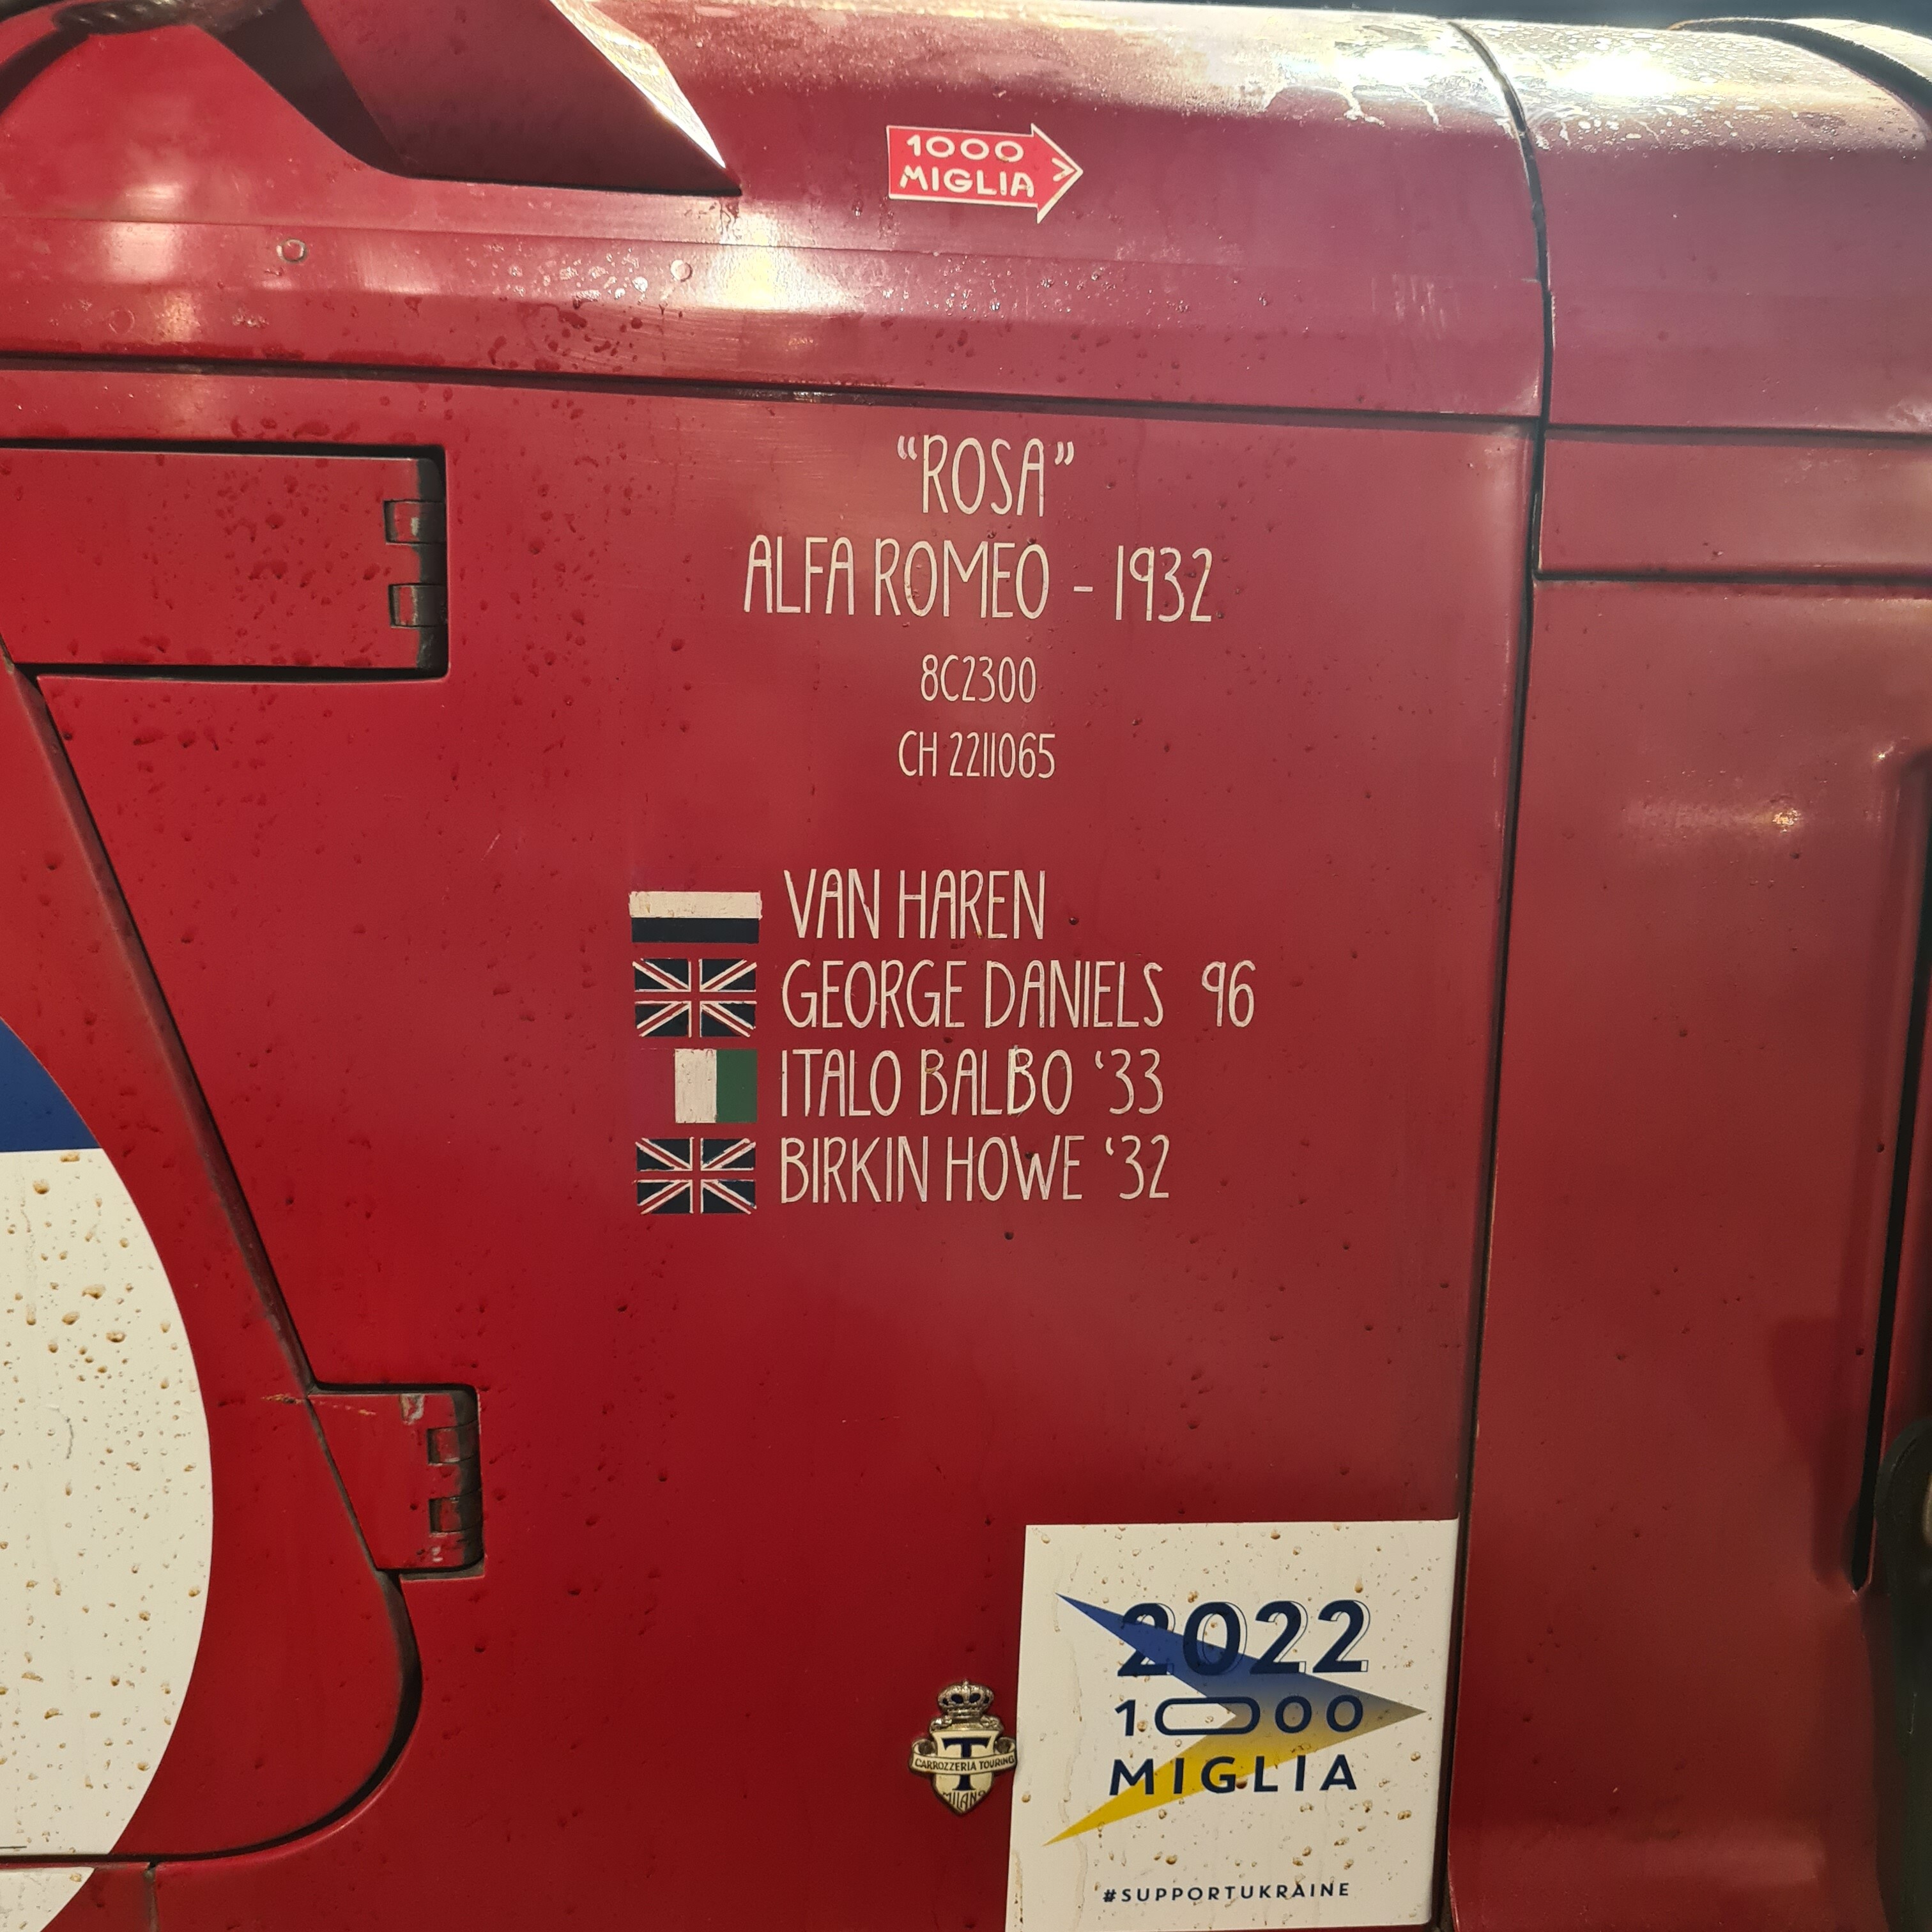 1000
MIGLIA
“ROSA”
ALFA ROMEO - 1932
8C2300
CH 2211065
VAN HAREN
GEORGE DANIELS 96
ITALO BALBO ‘33
BIRKIN HOWE ‘32
2022
1000
MIGLIA
#SUPPORTUKRAINE
T
CARROZZERIA TOURING
MILANO